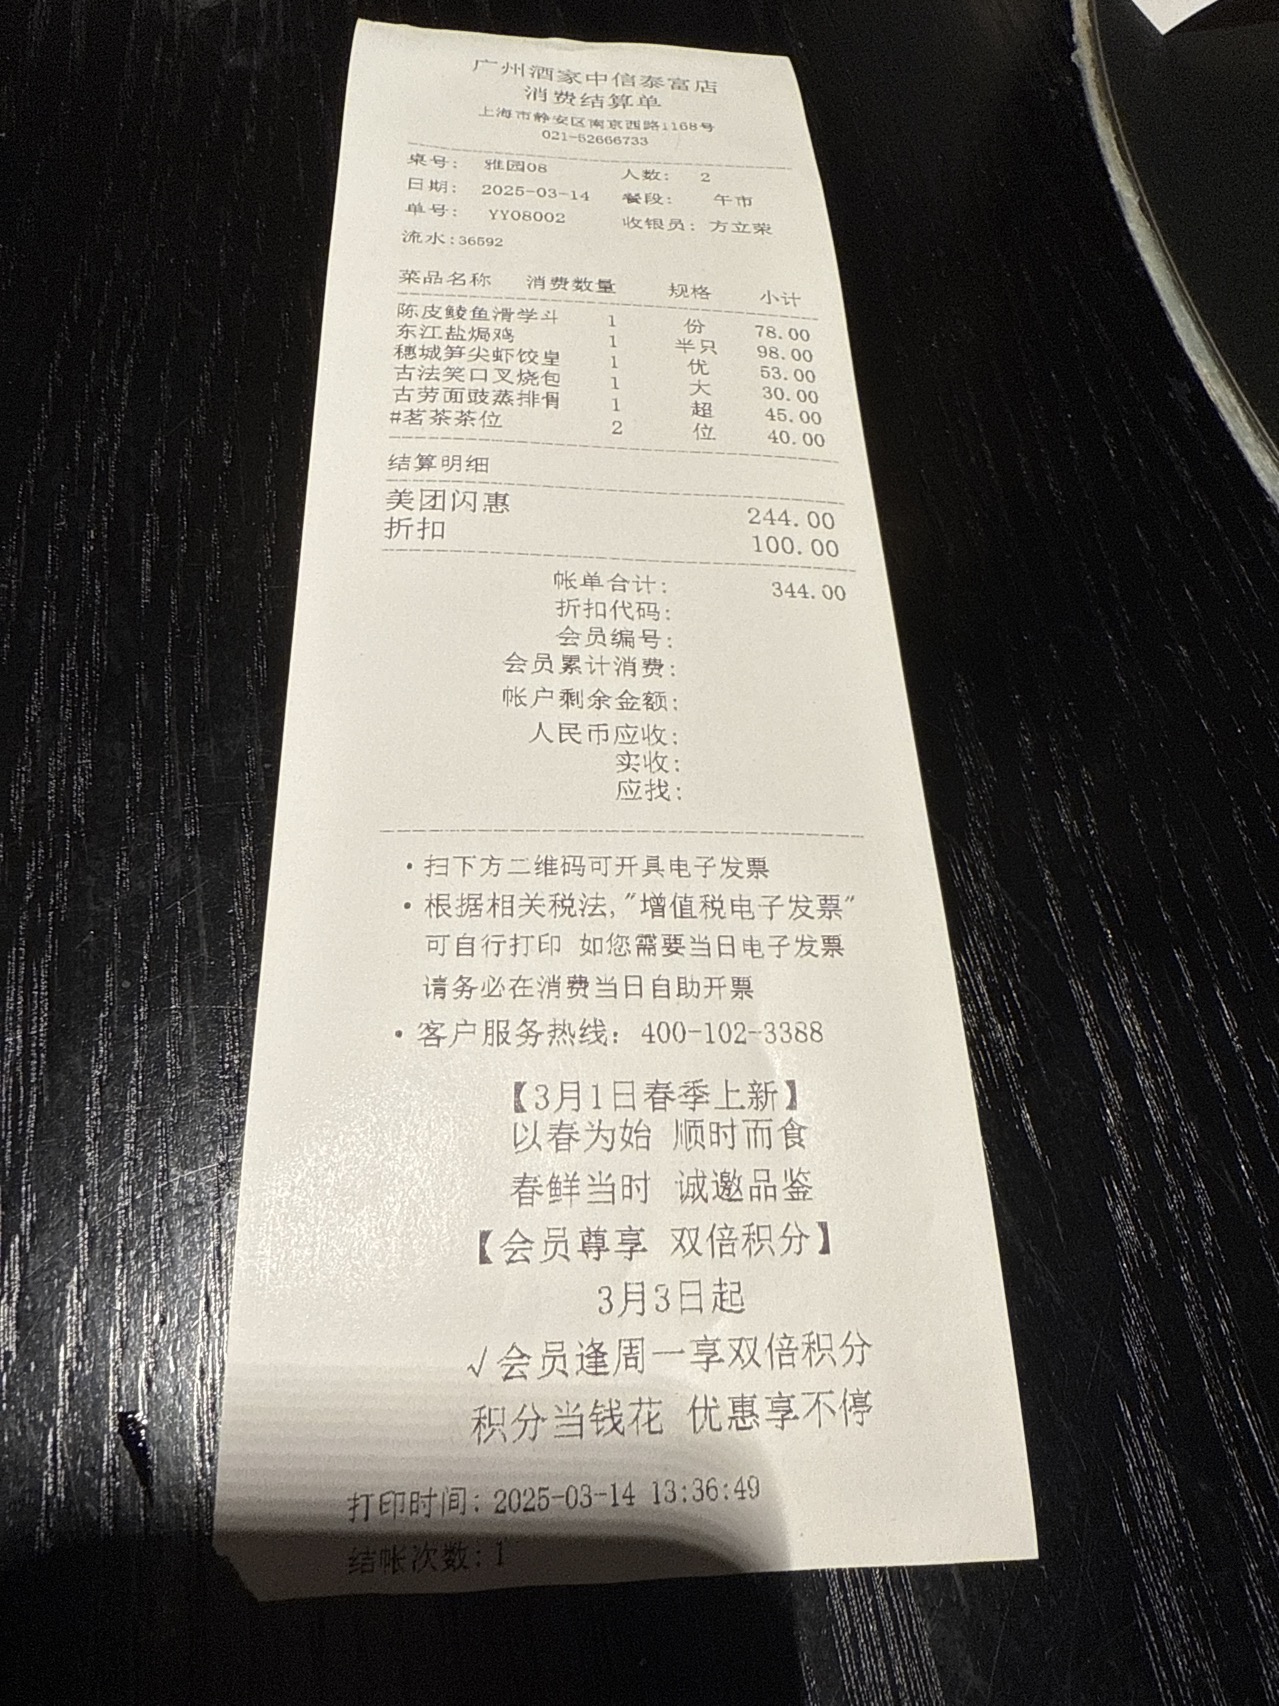 广州酒家中信泰富店
消费结算单
上海市静安区南京西路1168号
021-52666733
桌号： 雅园08 人数： 2
日期： 2025-03-14 餐段： 午市
单号： YY08002 收银员：方立荣
流水:36592
菜品名称 消费数量 规格 小计
陈皮鲮鱼滑学斗 1 份 78.00
东江盐焗鸡 1 半只 98.00
穗城笋尖虾饺皇 1 优 53.00
古法笑口叉烧包 1 大 30.00
古劳面豉蒸排骨 1 超 45.00
#茗茶茶位 2 位 40.00
结算明细
美团闪惠 244.00
折扣 100.00
帐单合计： 344.00
折扣代码：
会员编号：
会员累计消费：
帐户剩余金额：
人民币应收：
实收：
应找：
・扫下方二维码可开具电子发票
・根据相关税法,"增值税电子发票"
可自行打印 如您需要当日电子发票
请务必在消费当日自助开票
・客户服务热线：400-102-3388
【3月1日春季上新】
以春为始 顺时而食
春鲜当时 诚邀品鉴
【会员尊享 双倍积分】
3月3日起
√会员逢周一享双倍积分
积分当钱花 优惠享不停
打印时间：2025-03-14 13:36:49
结帐次数：1